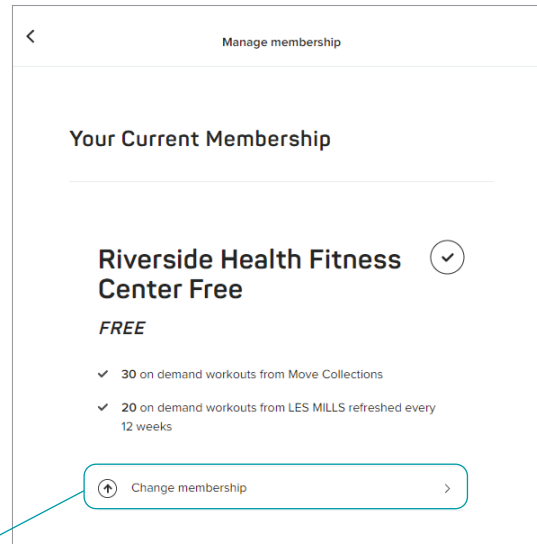 Manage membership
Your Current Membership
Riverside Health Fitness
Center Free
FREE
30 on demand workouts from Move Collections
20 on demand workouts from LES MILLS refreshed every
12 weeks
Change membership